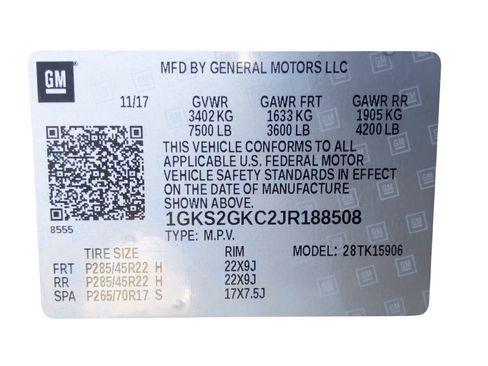 GM
MFD BY GENERAL MOTORS LLC
11/17 GVWR GAWR FRT GAWR RR
3402 KG 1633 KG 1905 KG
7500 LB 3600 LB 4200 LB
THIS VEHICLE CONFORMS TO ALL
APPLICABLE U.S. FEDERAL MOTOR
VEHICLE SAFETY STANDARDS IN EFFECT
ON THE DATE OF MANUFACTURE
SHOWN ABOVE.
8555
1GKS2GKC2JR188508
TYPE: M.P.V. MODEL: 28TK15906
TIRE SIZE RIM
FRT P285/45R22 H 22X9J
RR P285/45R22 H 22X9J
SPA P265/70R17 S 17X7.5J